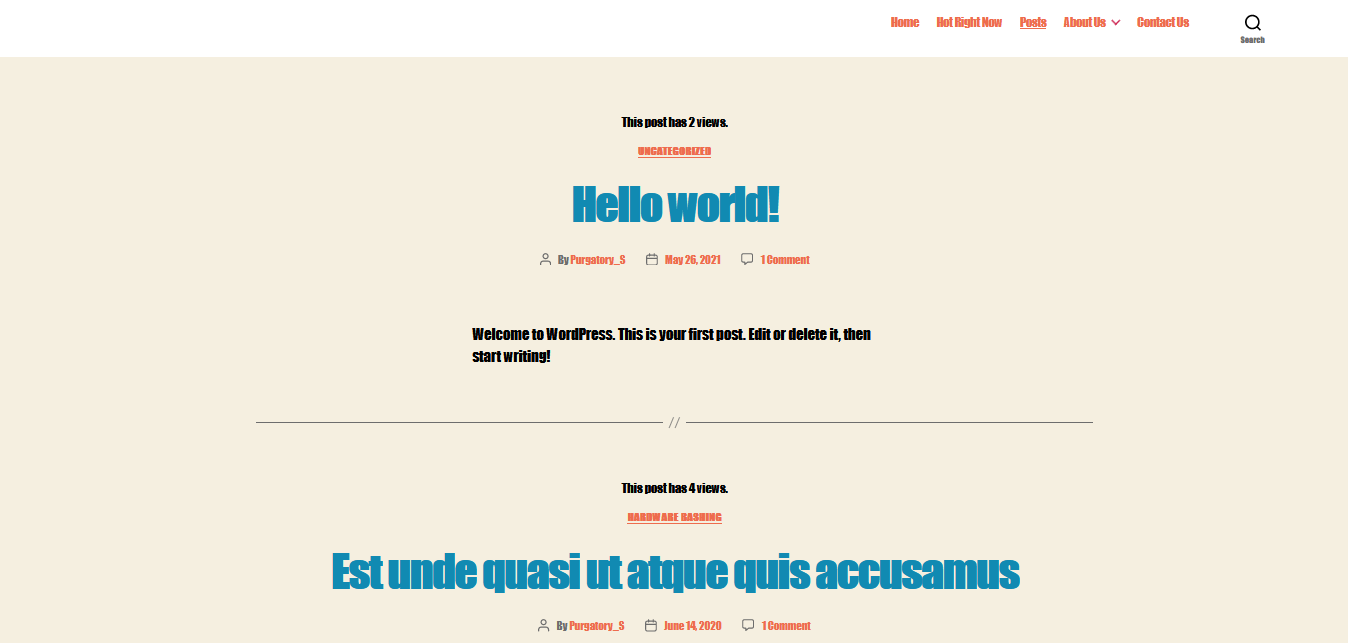 Home Hot Right Now Posts About Us Contact Us
Search
This post has 2 views.
UNCATEGORIZED
Hello world!
By Purgatory_S May 26, 2021 1 Comment
Welcome to WordPress. This is your first post. Edit or delete it, then
start writing!
//
This post has 4 views.
HARDWARE BASHING
Est unde quasi ut atque quis accusamus
By Purgatory_S June 14, 2020 1 Comment